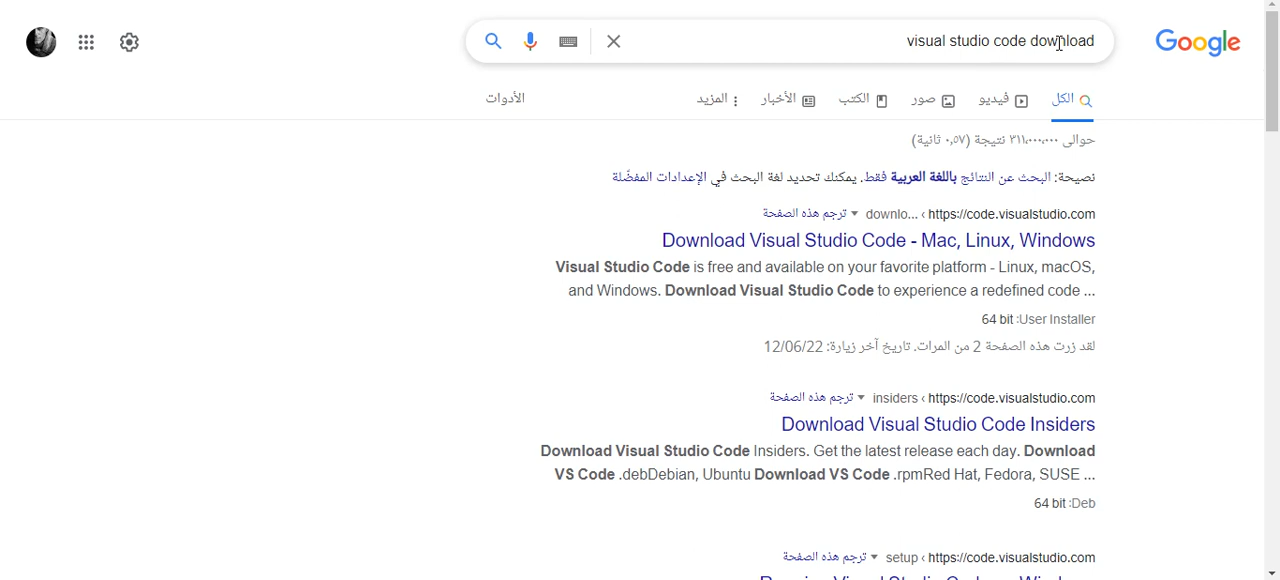 visual studio code download
Google
الكل
فيديو
صور
الكتب
الأخبار
المزيد
الأدوات
حوالى ٣١١٬٠٠٠٬٠٠٠ نتيجة (٠٫٥٧ ثانية)
نصيحة: البحث عن النتائج باللغة العربية فقط. يمكنك تحديد لغة البحث في الإعدادات المفضّلة
https://code.visualstudio.com › downlo... ترجم هذه الصفحة
Download Visual Studio Code - Mac, Linux, Windows
Visual Studio Code is free and available on your favorite platform - Linux, macOS,
and Windows. Download Visual Studio Code to experience a redefined code ...
User Installer: 64 bit
لقد زرت هذه الصفحة 2 من المرات. تاريخ آخر زيارة: 12/06/22
https://code.visualstudio.com › insiders ترجم هذه الصفحة
Download Visual Studio Code Insiders
Download Visual Studio Code Insiders. Get the latest release each day. Download
VS Code .debDebian, Ubuntu Download VS Code .rpmRed Hat, Fedora, SUSE ...
Deb: 64 bit
https://code.visualstudio.com › setup ترجم هذه الصفحة